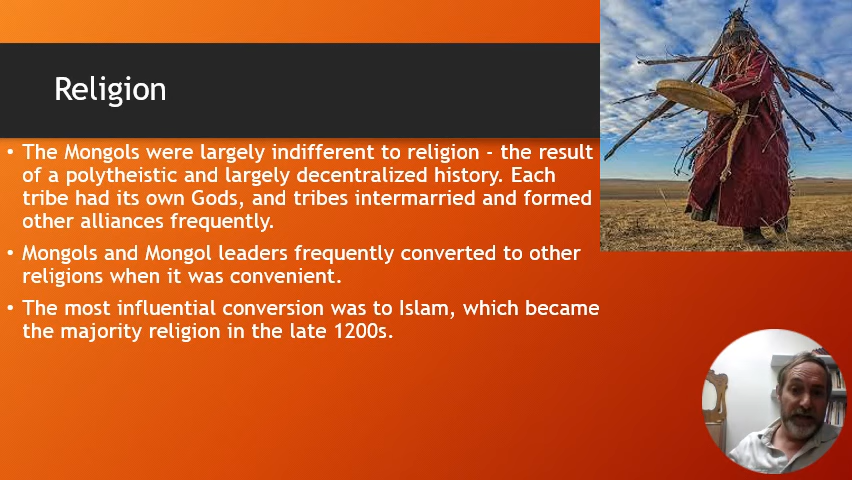 Religion
• The Mongols were largely indifferent to religion - the result
of a polytheistic and largely decentralized history. Each
tribe had its own Gods, and tribes intermarried and formed
other alliances frequently.
• Mongols and Mongol leaders frequently converted to other
religions when it was convenient.
• The most influential conversion was to Islam, which became
the majority religion in the late 1200s.